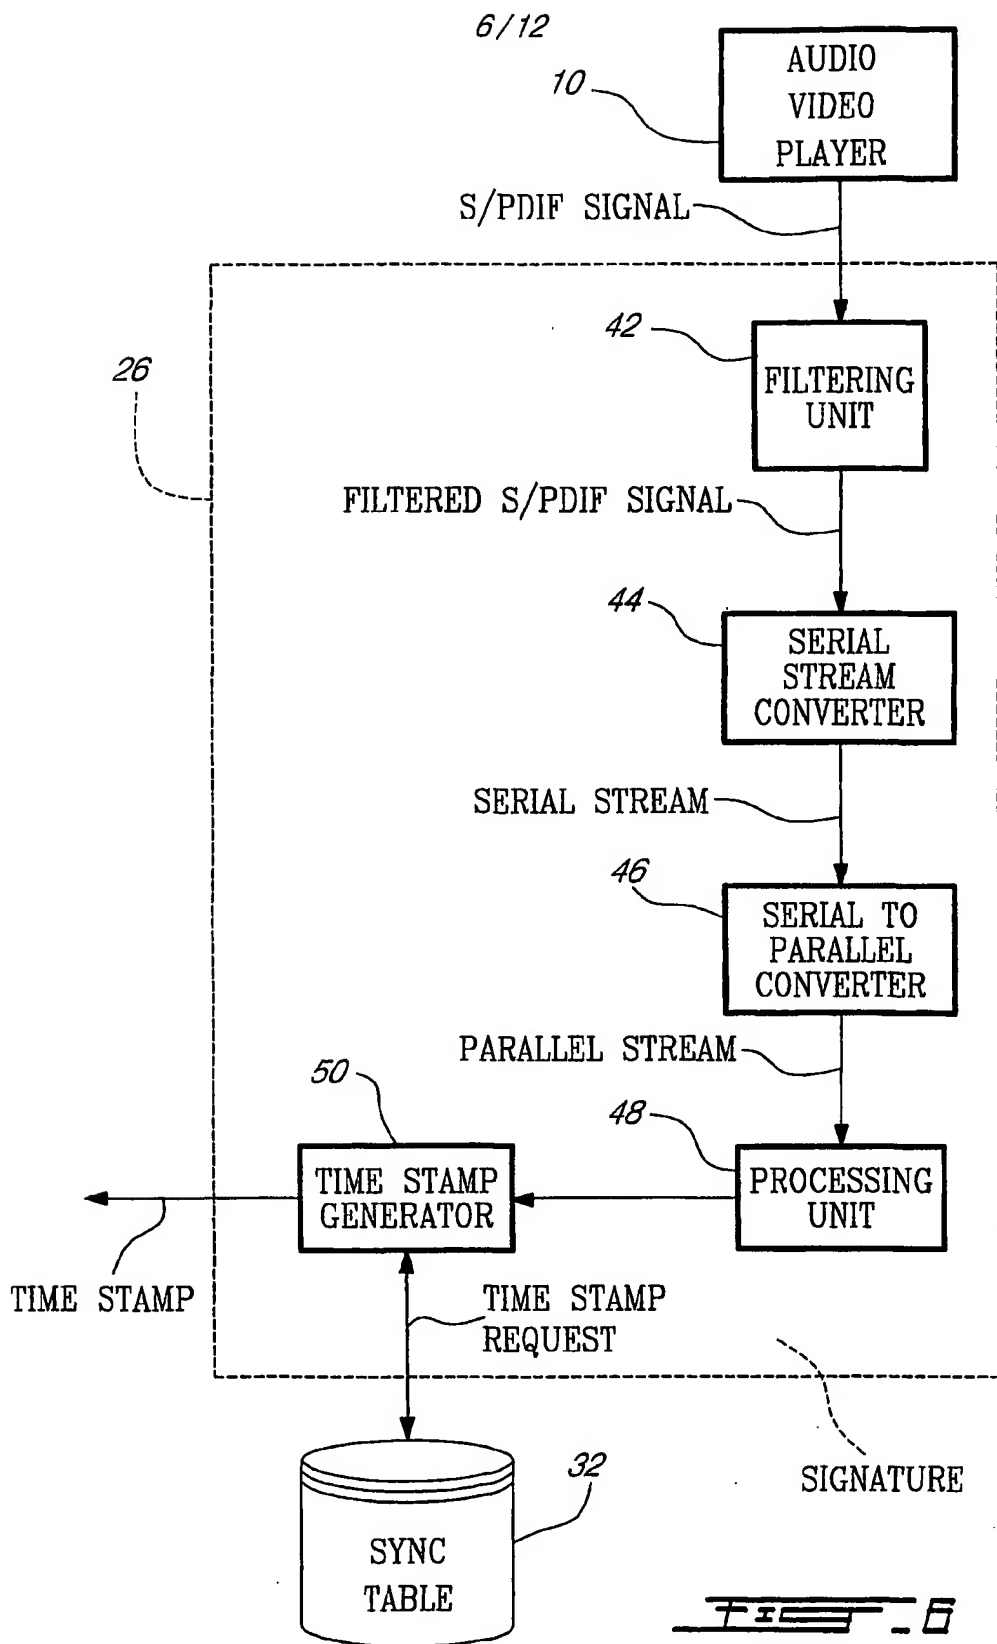 6/12
AUDIO
VIDEO
PLAYER
10
S/PDIF SIGNAL
42
FILTERING
UNIT
26
FILTERED S/PDIF SIGNAL
44
SERIAL
STREAM
CONVERTER
SERIAL STREAM
46
SERIAL TO
PARALLEL
CONVERTER
PARALLEL STREAM
50
48
TIME STAMP
GENERATOR
PROCESSING
UNIT
TIME STAMP
TIME STAMP
REQUEST
SIGNATURE
32
SYNC
TABLE
FIG. 6